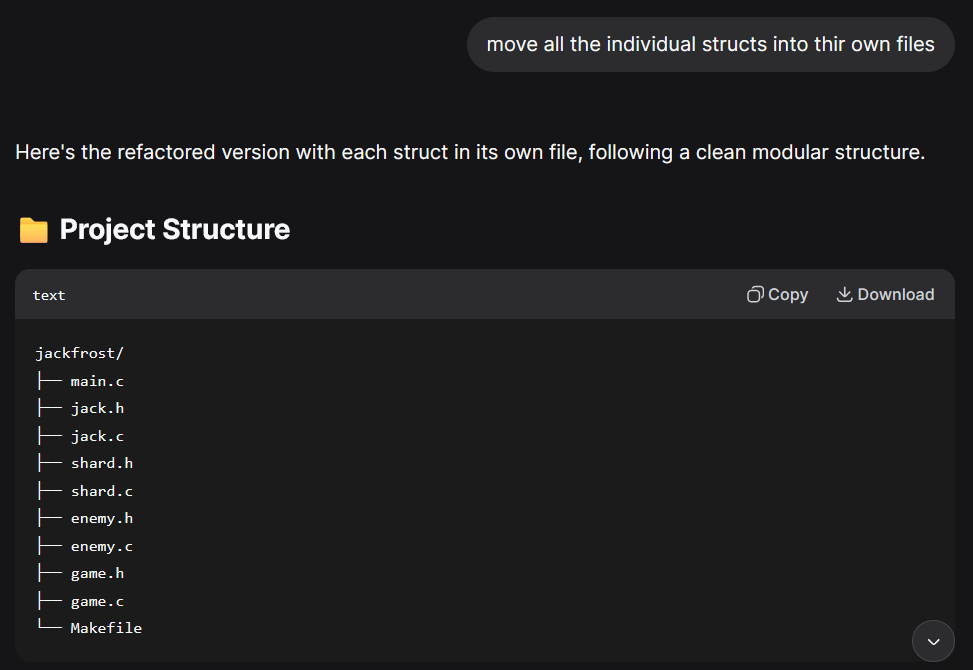 move all the individual structs into thir own files
Here's the refactored version with each struct in its own file, following a clean modular structure.
Project Structure
text
Copy
Download
jackfrost/
├── main.c
├── jack.h
├── jack.c
├── shard.h
├── shard.c
├── enemy.h
├── enemy.c
├── game.h
├── game.c
└── Makefile